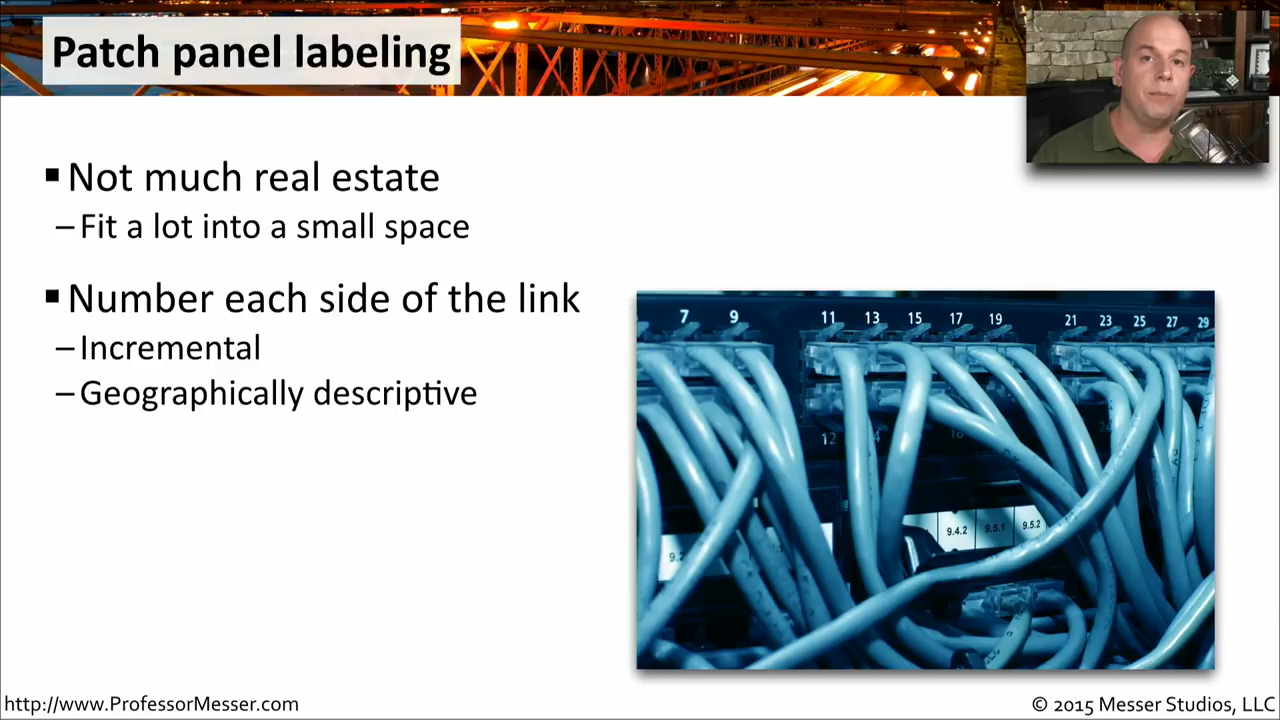 Patch panel labeling
▪ Not much real estate
– Fit a lot into a small space
▪ Number each side of the link
– Incremental
– Geographically descriptive
7 9 11 13 15 17 19 21 23 25 27 29
12
9.4.2 9.5.1 9.5.2
http://www.ProfessorMesser.com
© 2015 Messer Studios, LLC